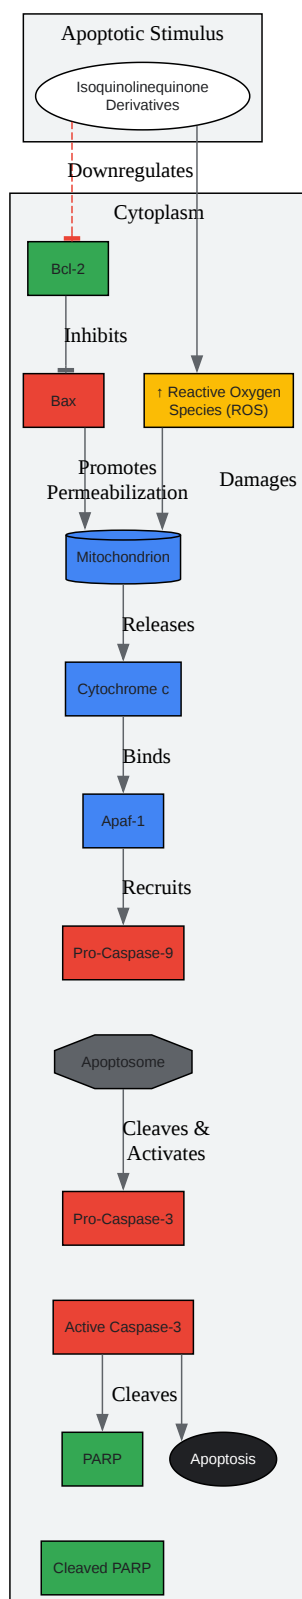 Apoptotic Stimulus
Isoquinolinequinone
Derivatives
Downregulates
Cytoplasm
Bcl-2
Inhibits
Bax
↑ Reactive Oxygen
Species (ROS)
Promotes
Permeabilization
Damages
Mitochondrion
Releases
Cytochrome c
Binds
Apaf-1
Recruits
Pro-Caspase-9
Apoptosome
Cleaves &
Activates
Pro-Caspase-3
Active Caspase-3
Cleaves
PARP
Apoptosis
Cleaved PARP